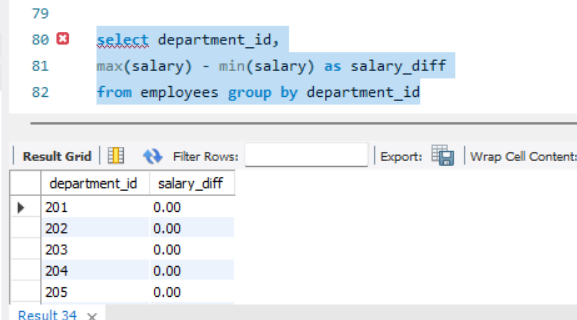 79
80 select department_id,
81 max(salary) - min(salary) as salary_diff
82 from employees group by department_id
Result Grid Filter Rows: Export: Wrap Cell Content:
department_id salary_diff
201 0.00
202 0.00
203 0.00
204 0.00
205 0.00
Result 34